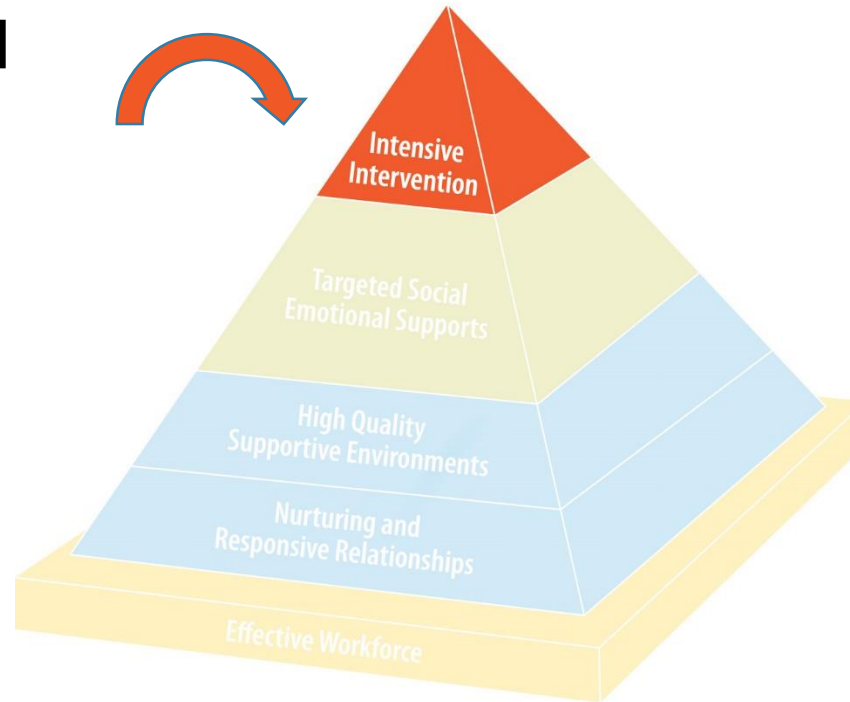 Intensive
Intervention
Targeted Social
Emotional Supports
High Quality
Supportive Environments
Nurturing and
Responsive Relationships
Effective Workforce